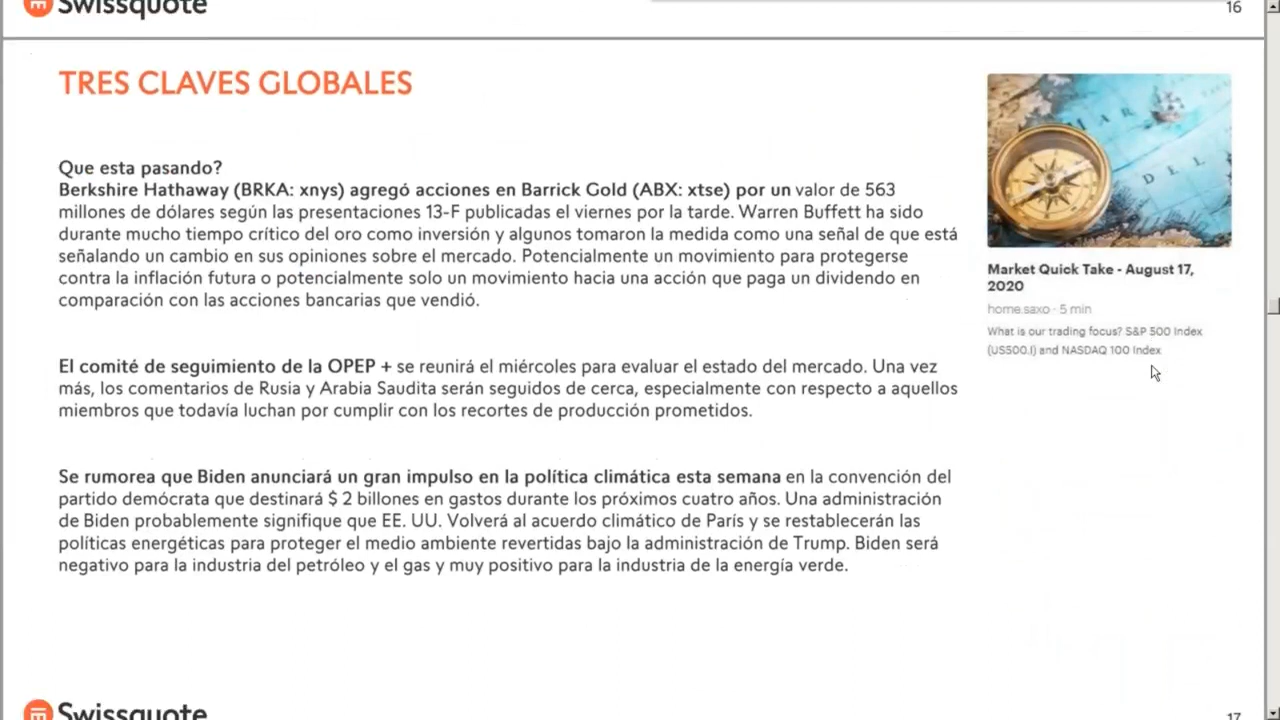 Swissquote
16
TRES CLAVES GLOBALES
Que esta pasando?
Berkshire Hathaway (BRKA: xnys) agregó acciones en Barrick Gold (ABX: xtse) por un valor de 563
millones de dólares según las presentaciones 13-F publicadas el viernes por la tarde. Warren Buffett ha sido
durante mucho tiempo crítico del oro como inversión y algunos tomaron la medida como una señal de que está
señalando un cambio en sus opiniones sobre el mercado. Potencialmente un movimiento para protegerse
contra la inflación futura o potencialmente solo un movimiento hacia una acción que paga un dividendo en
comparación con las acciones bancarias que vendió.
El comité de seguimiento de la OPEP + se reunirá el miércoles para evaluar el estado del mercado. Una vez
más, los comentarios de Rusia y Arabia Saudita serán seguidos de cerca, especialmente con respecto a aquellos
miembros que todavía luchan por cumplir con los recortes de producción prometidos.
Se rumorea que Biden anunciará un gran impulso en la política climática esta semana en la convención del
partido demócrata que destinará $ 2 billones en gastos durante los próximos cuatro años. Una administración
de Biden probablemente signifique que EE. UU. Volverá al acuerdo climático de París y se restablecerán las
políticas energéticas para proteger el medio ambiente revertidas bajo la administración de Trump. Biden será
negativo para la industria del petróleo y el gas y muy positivo para la industria de la energía verde.
MAR
DEL
Market Quick Take - August 17,
2020
home.saxo · 5 min
What is our trading focus? S&P 500 Index
(US500.I) and NASDAQ 100 Index
Swissquote
17